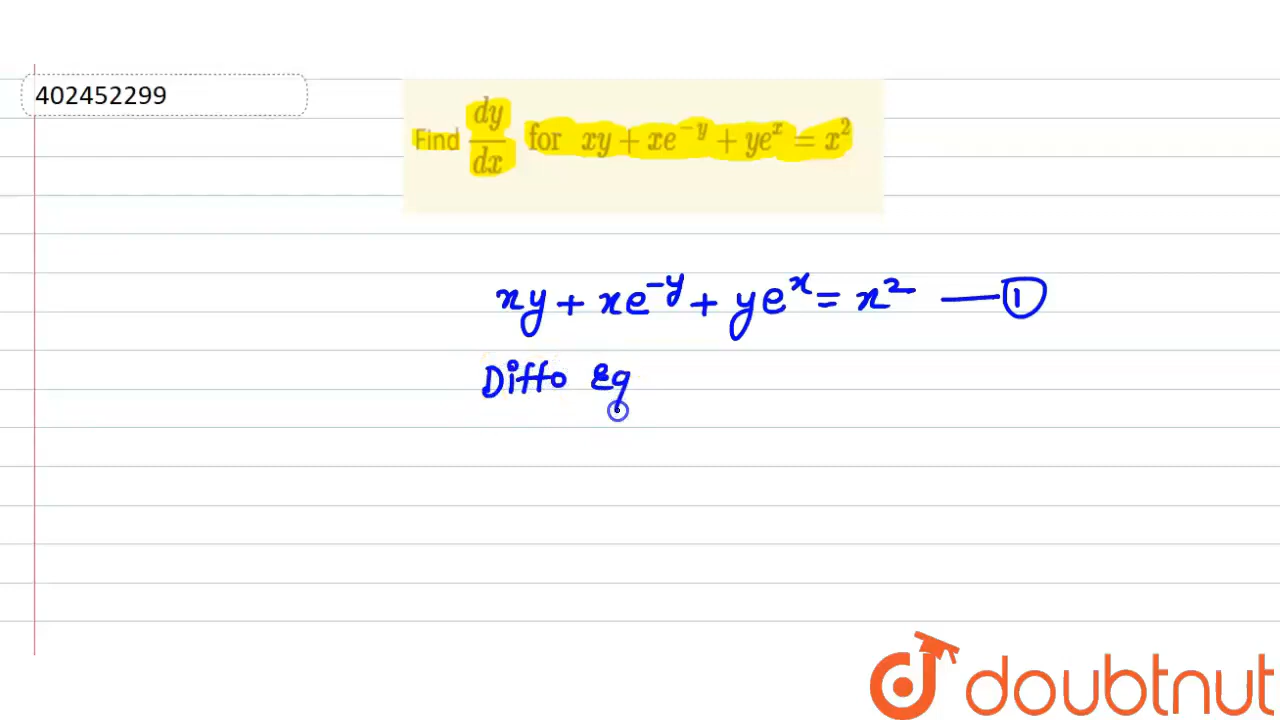 402452299
Find dy/dx for xy + xe^{-y} + ye^x = x^2
xy + xe^{-y} + ye^x = x^2 — ①
Diffo Eq
doubtnut